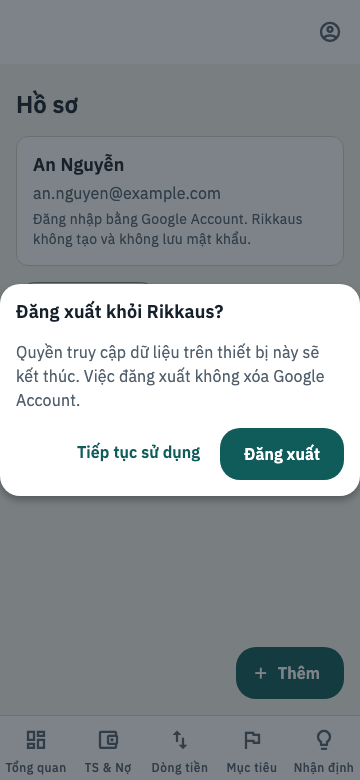 Hồ sơ
An Nguyễn
an.nguyen@example.com
Đăng nhập bằng Google Account. Rikkaus
không tạo và không lưu mật khẩu.
Đăng xuất khỏi Rikkaus?
Quyền truy cập dữ liệu trên thiết bị này sẽ
kết thúc. Việc đăng xuất không xóa Google
Account.
Tiếp tục sử dụng
Đăng xuất
Thêm
Tổng quan
TS & Nợ
Dòng tiền
Mục tiêu
Nhận định